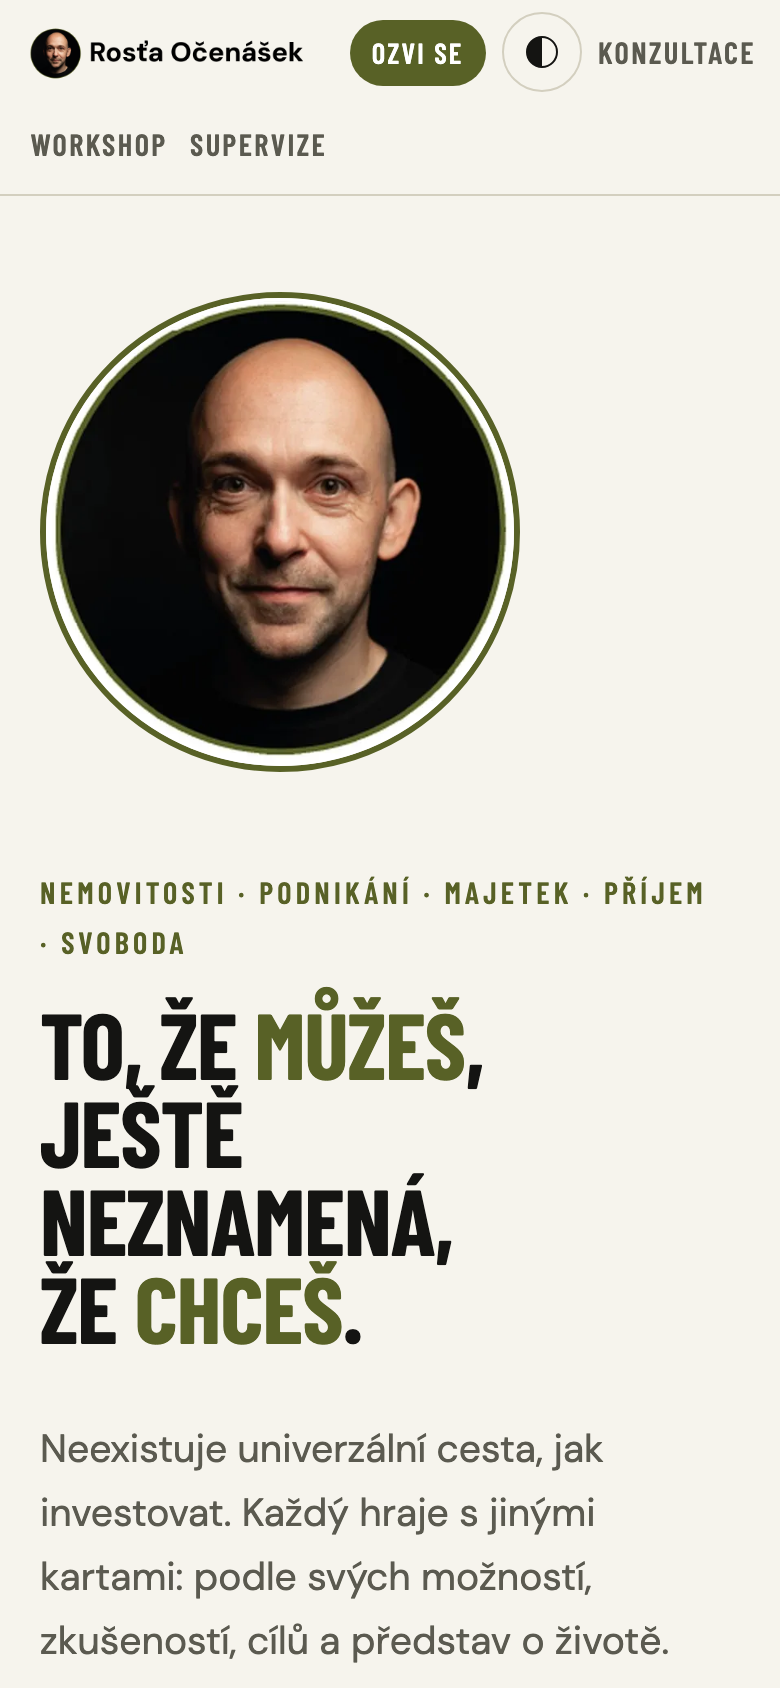 Rosťa Očenášek OZVI SE KONZULTACE
WORKSHOP SUPERVIZE
NEMOVITOSTI · PODNIKÁNÍ · MAJETEK · PŘÍJEM
· SVOBODA
TO, ŽE MŮŽEŠ,
JEŠTĚ
NEZNAMENÁ,
ŽE CHCEŠ.
Neexistuje univerzální cesta, jak
investovat. Každý hraje s jinými
kartami: podle svých možností,
zkušeností, cílů a představ o životě.